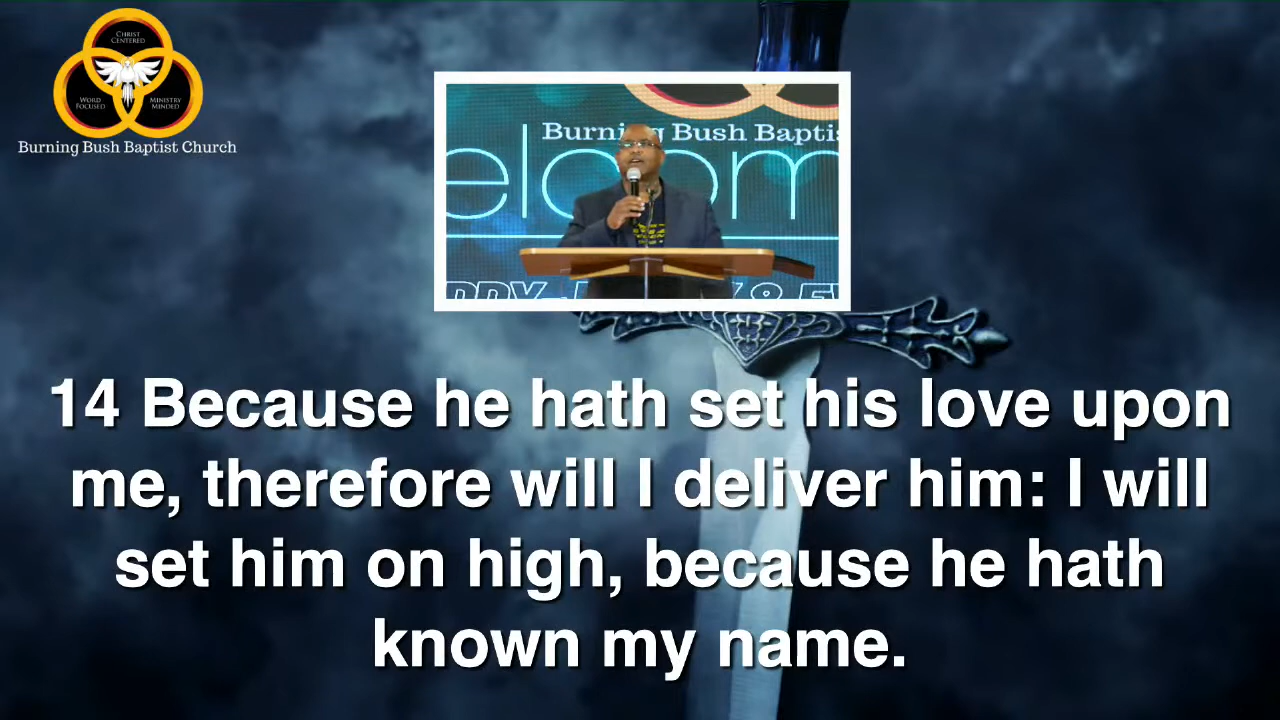 CHRIST
CENTERED
WORD
FOCUSED
MINISTRY
MINDED
Burning Bush Baptist Church
Burning Bush Baptis
elcom
14 Because he hath set his love upon
me, therefore will I deliver him: I will
set him on high, because he hath
known my name.